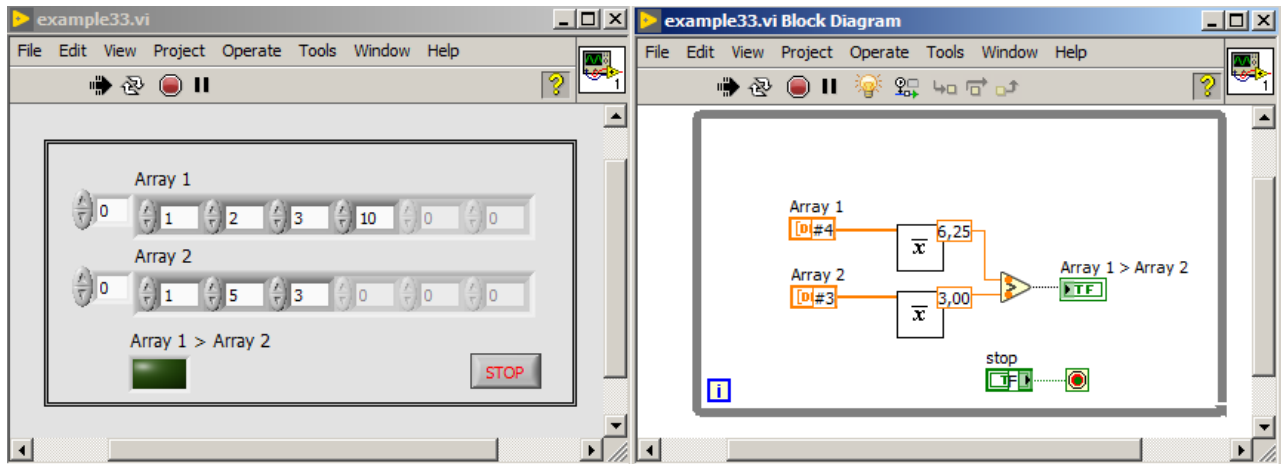 example33.vi
File Edit View Project Operate Tools Window Help
? 1
Array 1
0 1 2 3 10 0 0
Array 2
0 1 5 3 0 0 0
Array 1 > Array 2
STOP
example33.vi Block Diagram
File Edit View Project Operate Tools Window Help
? 1
Array 1
#4 x 6,25
Array 1 > Array 2
> TF
Array 2
#3 x 3,00
stop
TF
i